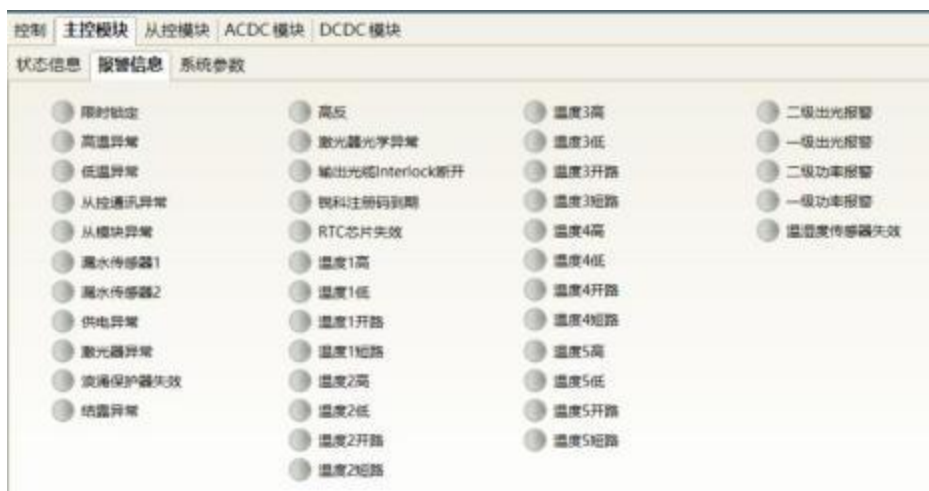 控制 主控模块 从控模块 ACDC 模块 DCDC 模块
状态信息 报警信息 系统参数
限时锁定
高温异常
低温异常
从控通讯异常
从模块异常
漏水传感器1
漏水传感器2
供电异常
激光器异常
浪涌保护器失效
结露异常
高反
激光器光学异常
输出光缆Interlock断开
锐科注册码到期
RTC芯片失效
温度1高
温度1低
温度1开路
温度1短路
温度2高
温度2低
温度2开路
温度2短路
温度3高
温度3低
温度3开路
温度3短路
温度4高
温度4低
温度4开路
温度4短路
温度5高
温度5低
温度5开路
温度5短路
二级出光报警
一级出光报警
二级功率报警
一级功率报警
温湿度传感器失效